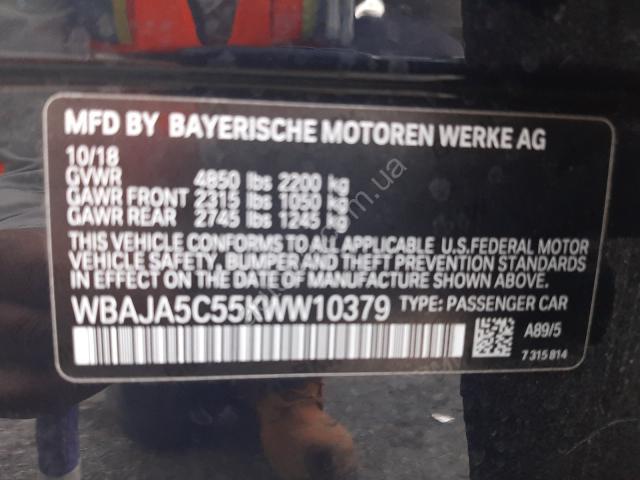 MFD BY BAYERISCHE MOTOREN WERKE AG
10/18
GVWR 4850 lbs 2200 kg
GAWR FRONT 2315 lbs 1050 kg
GAWR REAR 2745 lbs 1245 kg
THIS VEHICLE CONFORMS TO ALL APPLICABLE U.S.FEDERAL MOTOR
VEHICLE SAFETY, BUMPER, AND THEFT PREVENTION STANDARDS
IN EFFECT ON THE DATE OF MANUFACTURE SHOWN ABOVE.
WBAJA5C55KWW10379 TYPE: PASSENGER CAR
A89/5
7 315 814